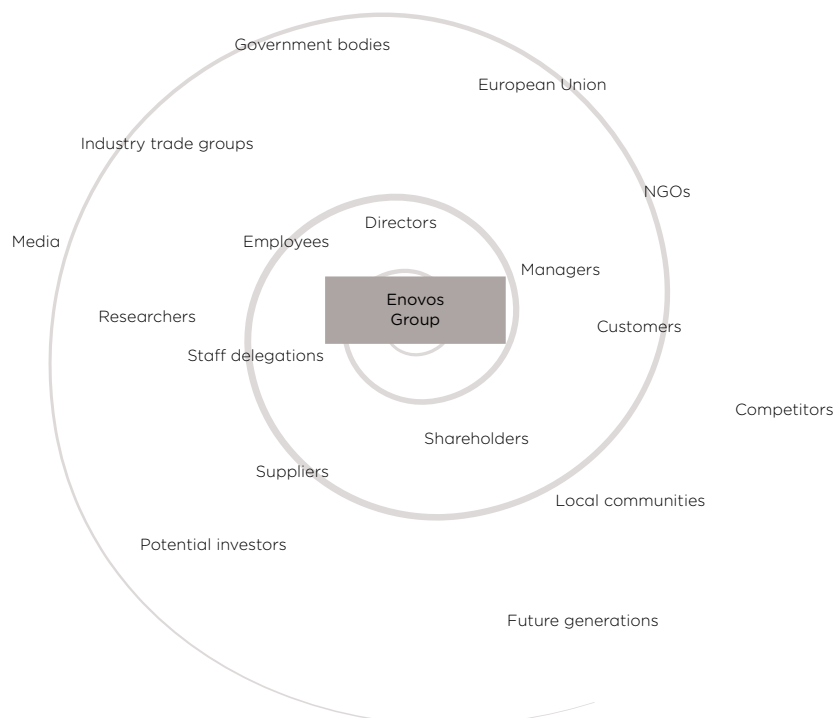 Government bodies
European Union
Industry trade groups
NGOs
Directors
Media
Employees
Managers
Enovos
Group
Researchers
Customers
Staff delegations
Competitors
Shareholders
Suppliers
Local communities
Potential investors
Future generations